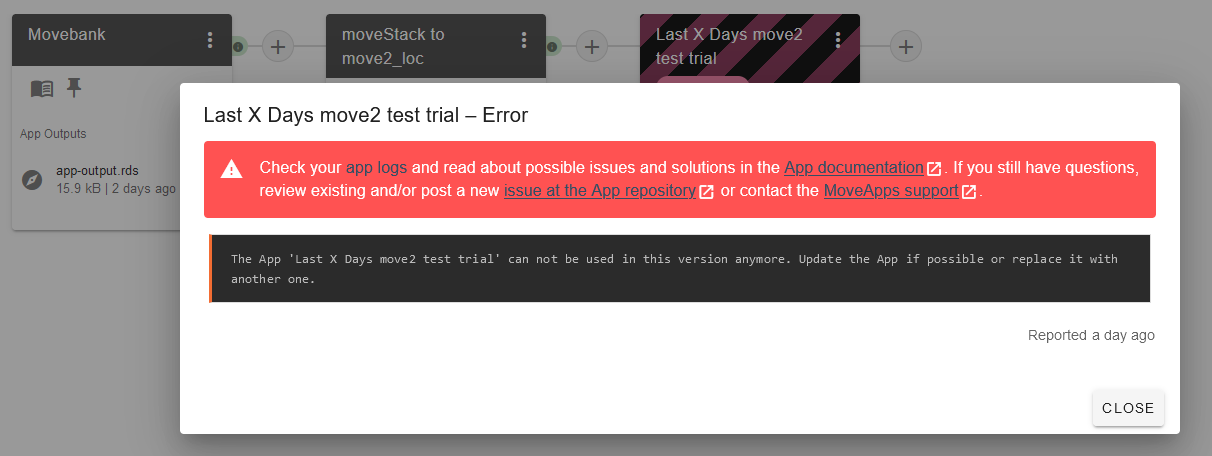 Movebank
moveStack to
move2_loc
Last X Days move2
test trial
App Outputs
app-output.rds
15.9 kB | 2 days ago
Last X Days move2 test trial – Error
Check your app logs and read about possible issues and solutions in the App documentation. If you still have questions,
review existing and/or post a new issue at the App repository or contact the MoveApps support.
The App 'Last X Days move2 test trial' can not be used in this version anymore. Update the App if possible or replace it with
another one.
Reported a day ago
CLOSE